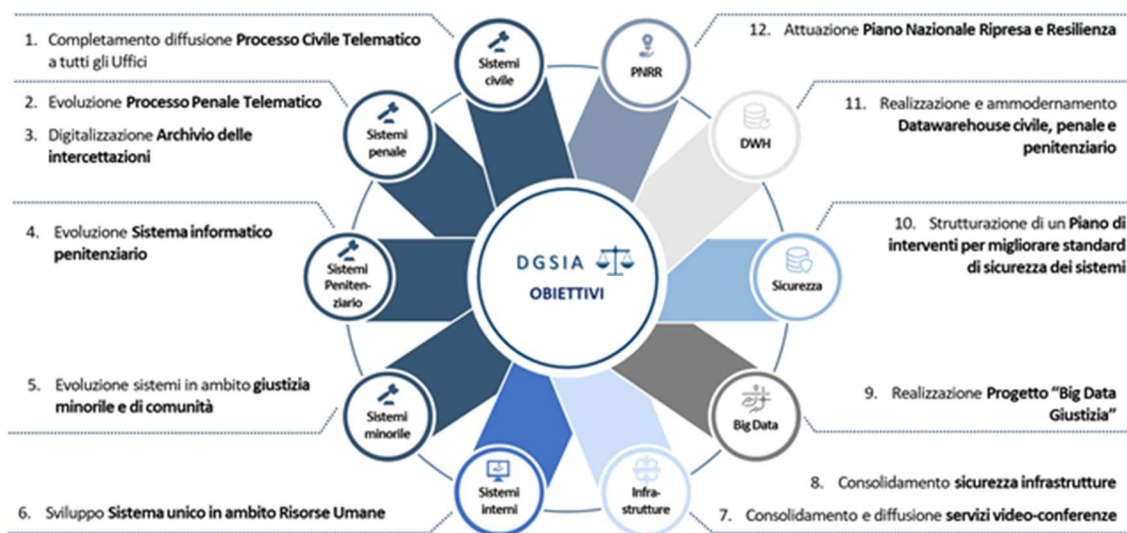 1. Completamento diffusione Processo Civile Telematico
a tutti gli Uffici
2. Evoluzione Processo Penale Telematico
3. Digitalizzazione Archivio delle
intercettazioni
4. Evoluzione Sistema informatico
penitenziario
5. Evoluzione sistemi in ambito giustizia
minorile e di comunità
6. Sviluppo Sistema unico in ambito Risorse Umane
Sistemi
civile
Sistemi
penale
Sistemi
Peniten-
ziario
Sistemi
minorile
Sistemi
interni
DGSIA
OBIETTIVI
PNRR
DWH
Sicurezza
Big Data
Infra-
strutture
12. Attuazione Piano Nazionale Ripresa e Resilienza
11. Realizzazione e ammodernamento
Datawarehouse civile, penale e
penitenziario
10. Strutturazione di un Piano di
interventi per migliorare standard
di sicurezza dei sistemi
9. Realizzazione Progetto “Big Data
Giustizia”
8. Consolidamento sicurezza infrastrutture
7. Consolidamento e diffusione servizi video-conferenze